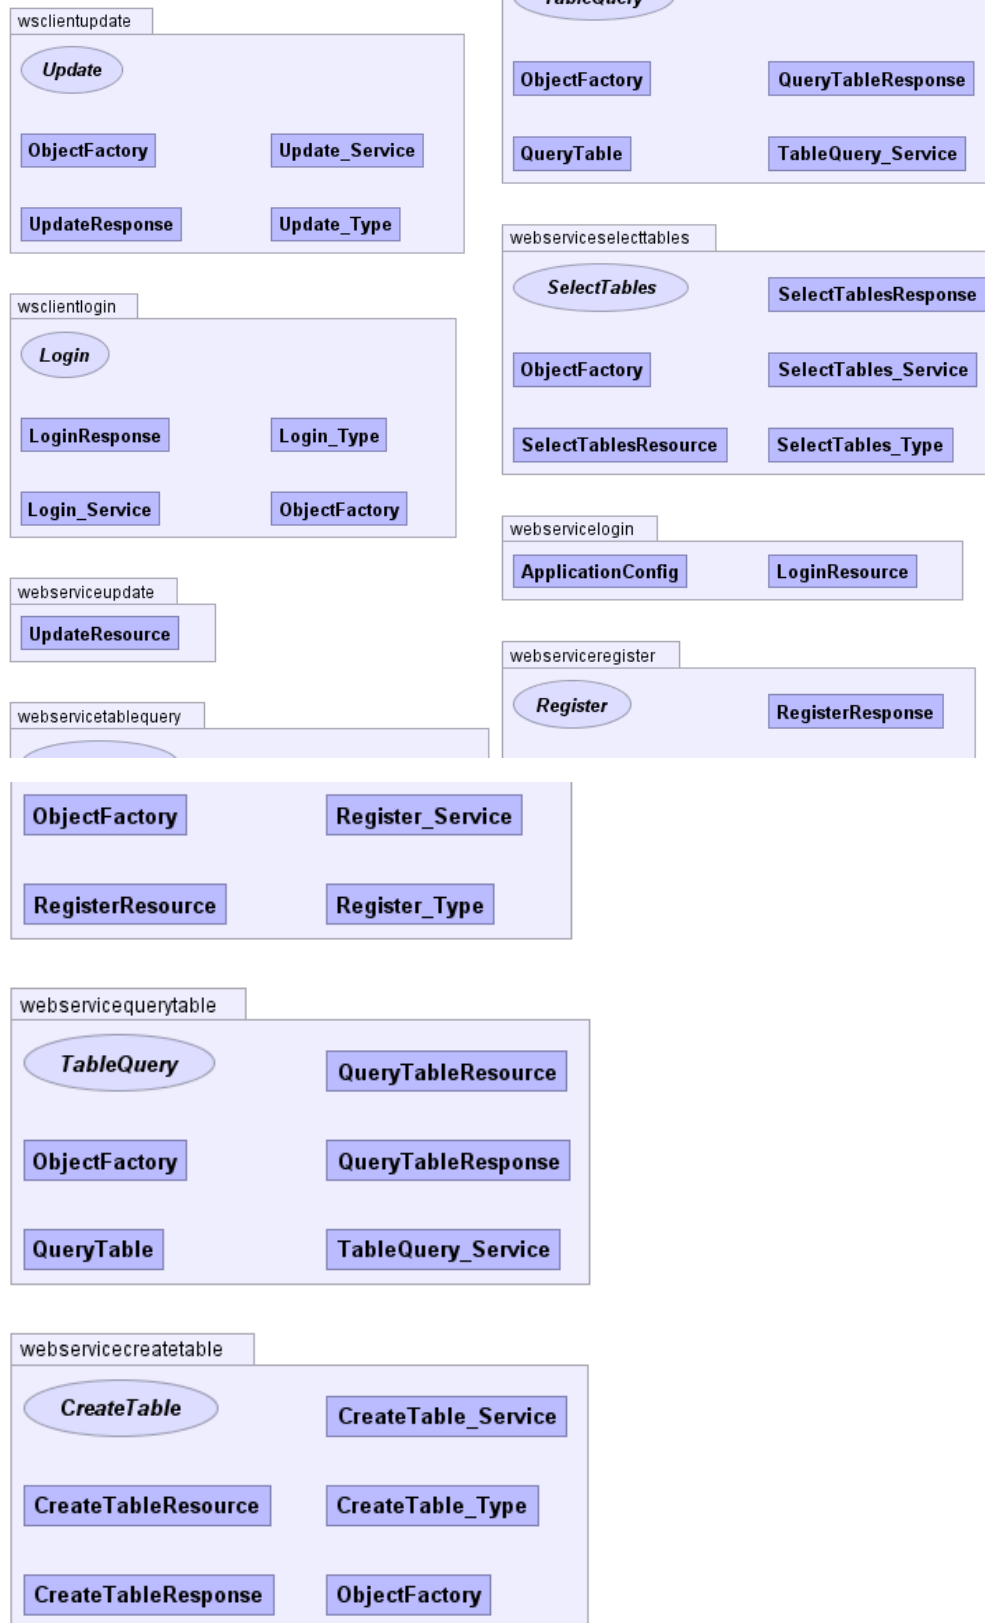 wsclientupdate
Update
ObjectFactory
Update_Service
UpdateResponse
Update_Type
wsclientlogin
Login
LoginResponse
Login_Type
Login_Service
ObjectFactory
webserviceupdate
UpdateResource
webservicetablequery
TableQuery
ObjectFactory
QueryTableResponse
QueryTable
TableQuery_Service
webserviceselecttables
SelectTables
SelectTablesResponse
ObjectFactory
SelectTables_Service
SelectTablesResource
SelectTables_Type
webservicelogin
ApplicationConfig
LoginResource
webserviceregister
Register
RegisterResponse
ObjectFactory
Register_Service
RegisterResource
Register_Type
webservicequerytable
TableQuery
QueryTableResource
ObjectFactory
QueryTableResponse
QueryTable
TableQuery_Service
webservicecreatetable
CreateTable
CreateTable_Service
CreateTableResource
CreateTable_Type
CreateTableResponse
ObjectFactory